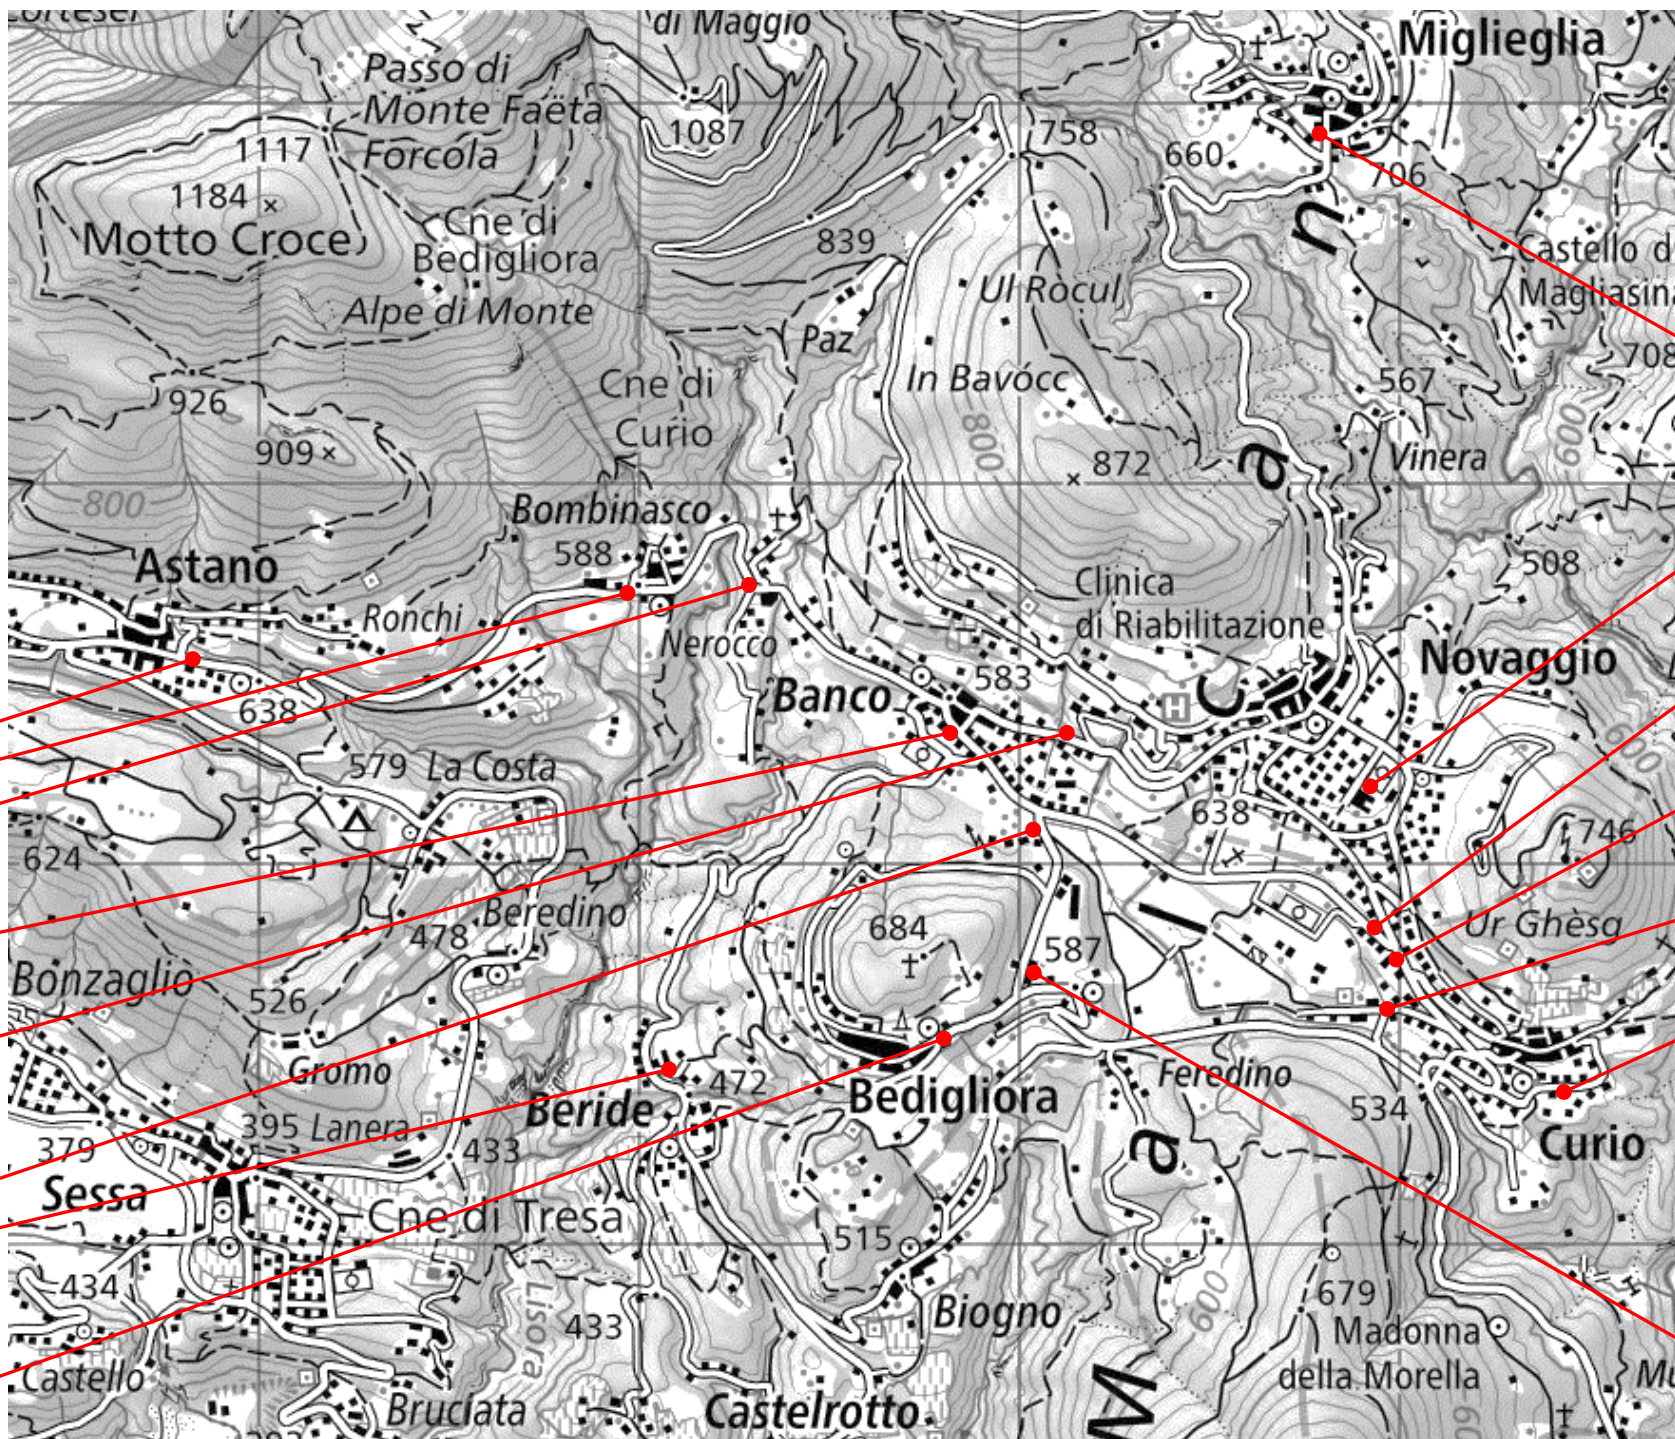 di Maggio
Miglieglia
Passo di
Monte Faëta
Forcola
1087
1117
758
660
706
1184
Motto Croce
Cne di
Bedigliora
839
n
Castello d
Magliasina
Alpe di Monte
Ul Ròcul
Paz
In Bavócc
708
567
926
Cne di
Curio
909
800
872
a
Vinera
600
800
Bombinasco
588
508
Astano
Clinica
di Riabilitazione
Ronchi
Nerocco
583
Novaggio
Banco
H
C
638
579
La Costa
600
638
746
624
Beredino
478
684
587
Ur Ghèsg
Bonzaglio
526
Gromo
472
Feredino
Beride
Bedigliora
534
395
Lanera
379
433
a
Curio
Sessa
Cne di Tresa
515
434
Lisora
433
Biogno
600
679
Madonna
della Morella
Castello
Bruciata
Castelrotto
M